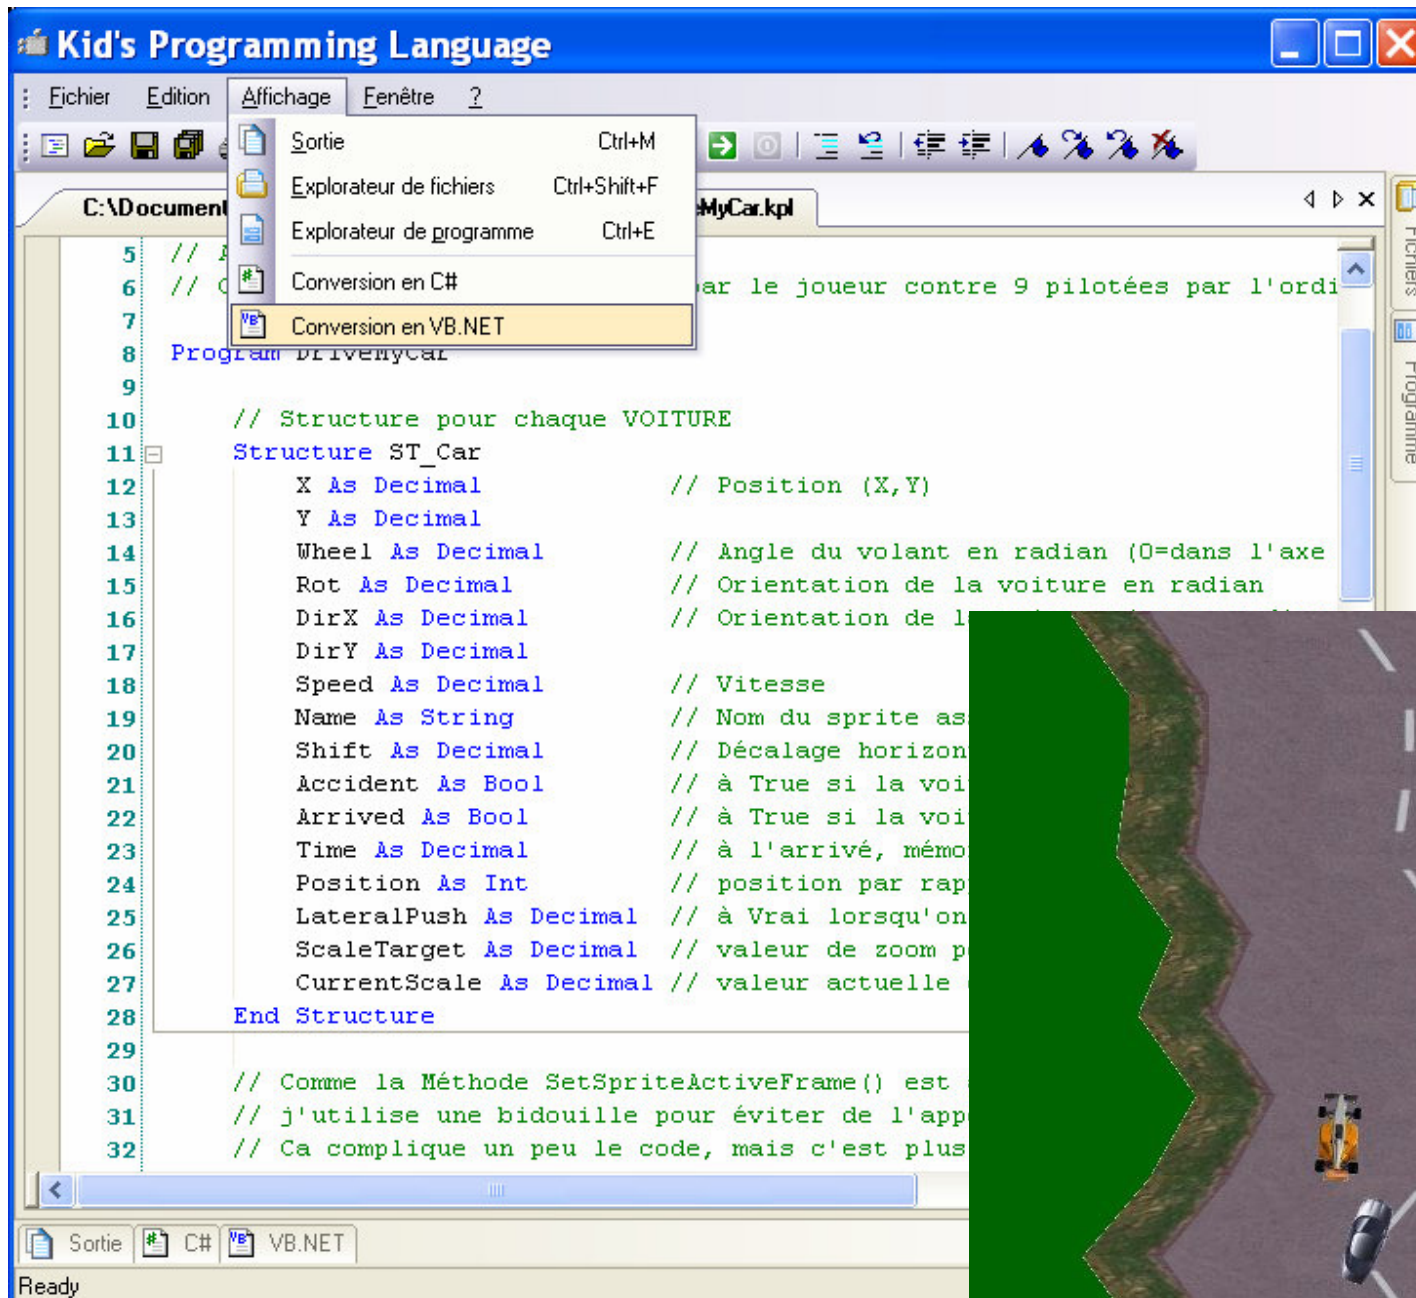 Kid's Programming Language
Fichier Edition Affichage Fenêtre ?
Sortie Ctrl+M
Explorateur de fichiers Ctrl+Shift+F
Explorateur de programme Ctrl+E
Conversion en C#
Conversion en VB.NET
C:\Document MyCar.kpl
Fichiers
Programme
5 //
6 // par le joueur contre 9 pilotées par l'ordi
7
8 Program DriveMyCar
9
10 // Structure pour chaque VOITURE
11 Structure ST_Car
12 X As Decimal // Position (X,Y)
13 Y As Decimal
14 Wheel As Decimal // Angle du volant en radian (0=dans l'axe
15 Rot As Decimal // Orientation de la voiture en radian
16 DirX As Decimal // Orientation de l
17 DirY As Decimal
18 Speed As Decimal // Vitesse
19 Name As String // Nom du sprite as
20 Shift As Decimal // Décalage horizon
21 Accident As Bool // à True si la voi
22 Arrived As Bool // à True si la voi
23 Time As Decimal // à l'arrivé, mémo
24 Position As Int // position par rap
25 LateralPush As Decimal // à Vrai lorsqu'on
26 ScaleTarget As Decimal // valeur de zoom p
27 CurrentScale As Decimal // valeur actuelle
28 End Structure
29
30 // Comme la Méthode SetSpriteActiveFrame() est
31 // j'utilise une bidouille pour éviter de l'app
32 // Ca complique un peu le code, mais c'est plus
Sortie C# VB.NET
Ready